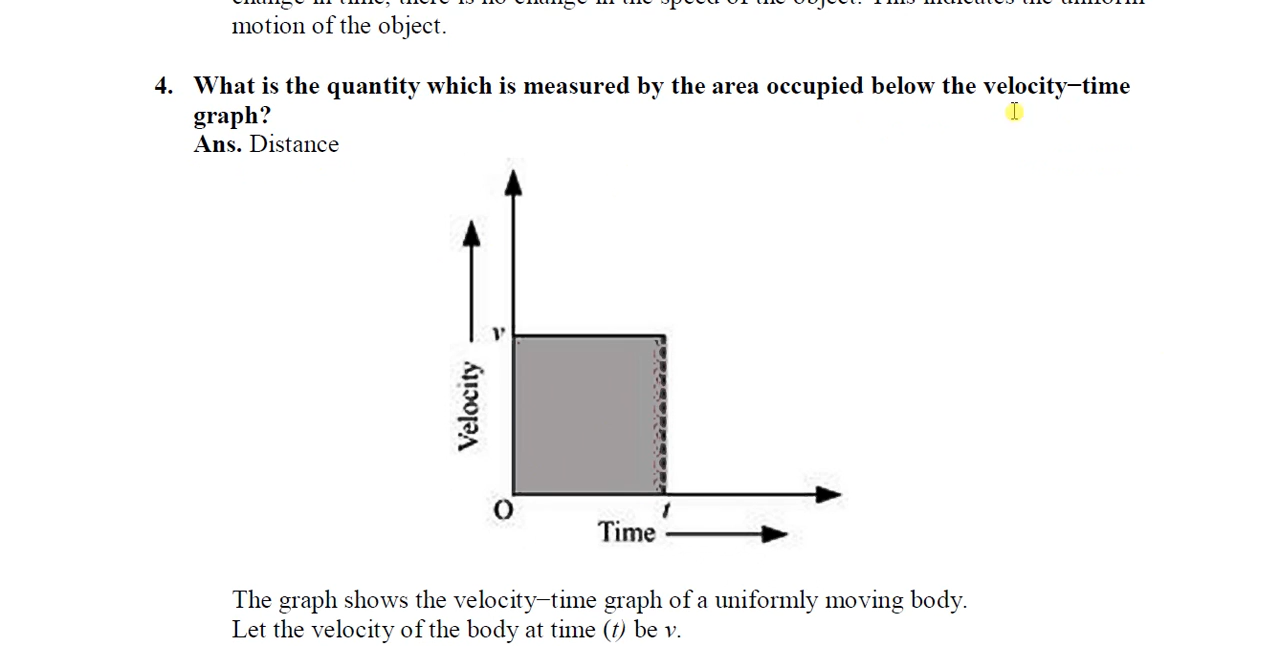 motion of the object.
4. What is the quantity which is measured by the area occupied below the velocity−time
graph?
Ans. Distance
v
Velocity
O
t
Time
The graph shows the velocity−time graph of a uniformly moving body.
Let the velocity of the body at time (t) be v.